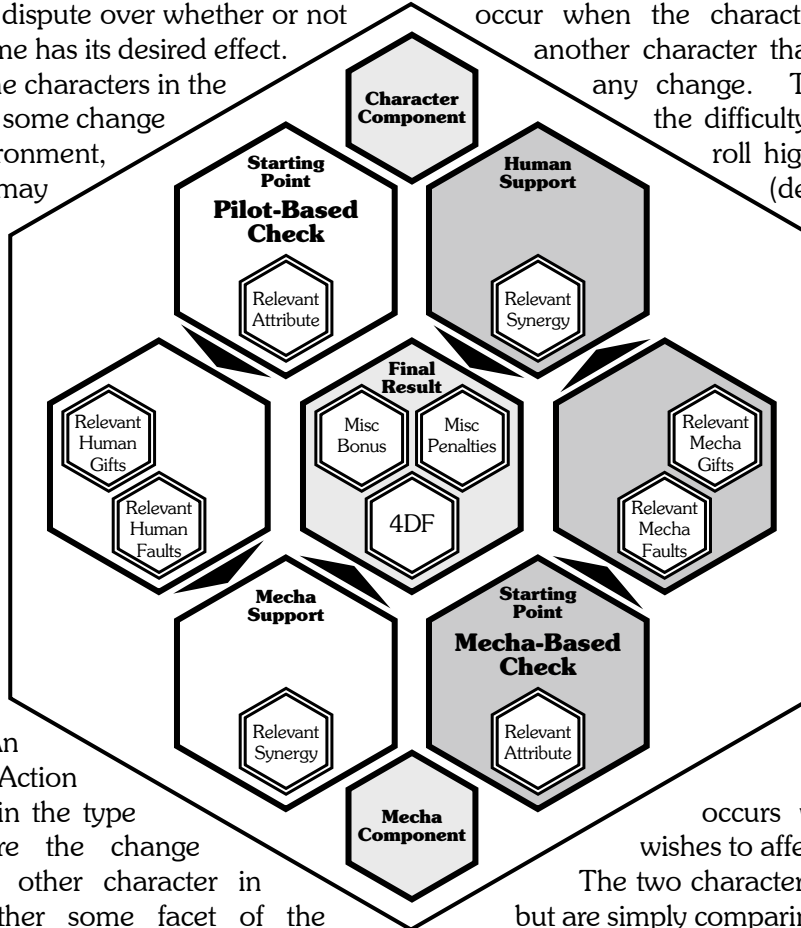 dispute over whether or not
me has its desired effect.
e characters in the
some change
ronment,
may
occur when the charact
another character tha
any change. T
the difficulty
roll hig
(de
Character
Component
Starting
Point
Pilot-Based
Check
Relevant
Attribute
Human
Support
Relevant
Synergy
Relevant
Human
Gifts
Relevant
Human
Faults
Final
Result
Misc
Bonus
Misc
Penalties
4DF
Relevant
Mecha
Gifts
Relevant
Mecha
Faults
Mecha
Support
Relevant
Synergy
Starting
Point
Mecha-Based
Check
Relevant
Attribute
Mecha
Component
An
Action
in the type
re the change
other character in
ther some facet of the
occurs
wishes to affe
The two character
but are simply comparin